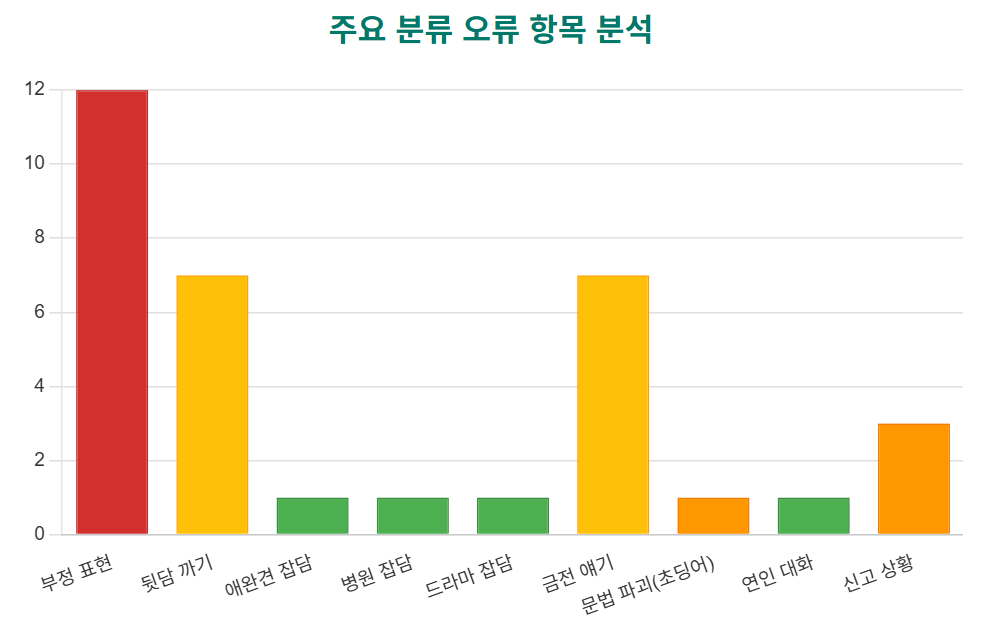 주요 분류 오류 항목 분석
12
10
8
6
4
2
0
부정 표현
뒷담 까기
애완견 잡담
병원 잡담
드라마 잡담
금전 얘기
문법 파괴(초딩어)
연인 대화
신고 상황